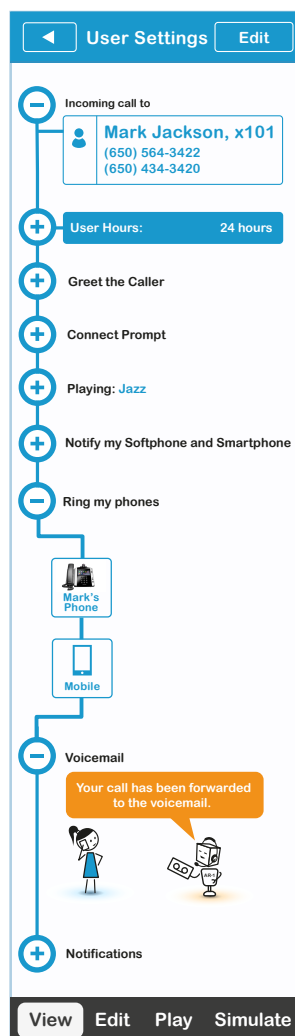 User Settings
Edit
Incoming call to
Mark Jackson, x101
(650) 564-3422
(650) 434-3420
User Hours: 24 hours
Greet the Caller
Connect Prompt
Playing: Jazz
Notify my Softphone and Smartphone
Ring my phones
Mark's
Phone
Mobile
Voicemail
Your call has been forwarded
to the voicemail.
AR-1
Notifications
View Edit Play Simulate